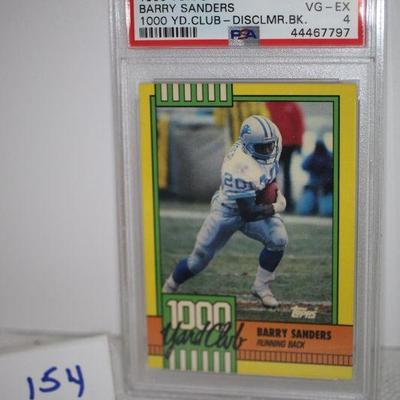 BARRY SANDERS VG-EX
1000 YD.CLUB-DISCLMR.BK. 4
PSA 44467797
20
Topps
1000
Yard Club
BARRY SANDERS
RUNNING BACK
154